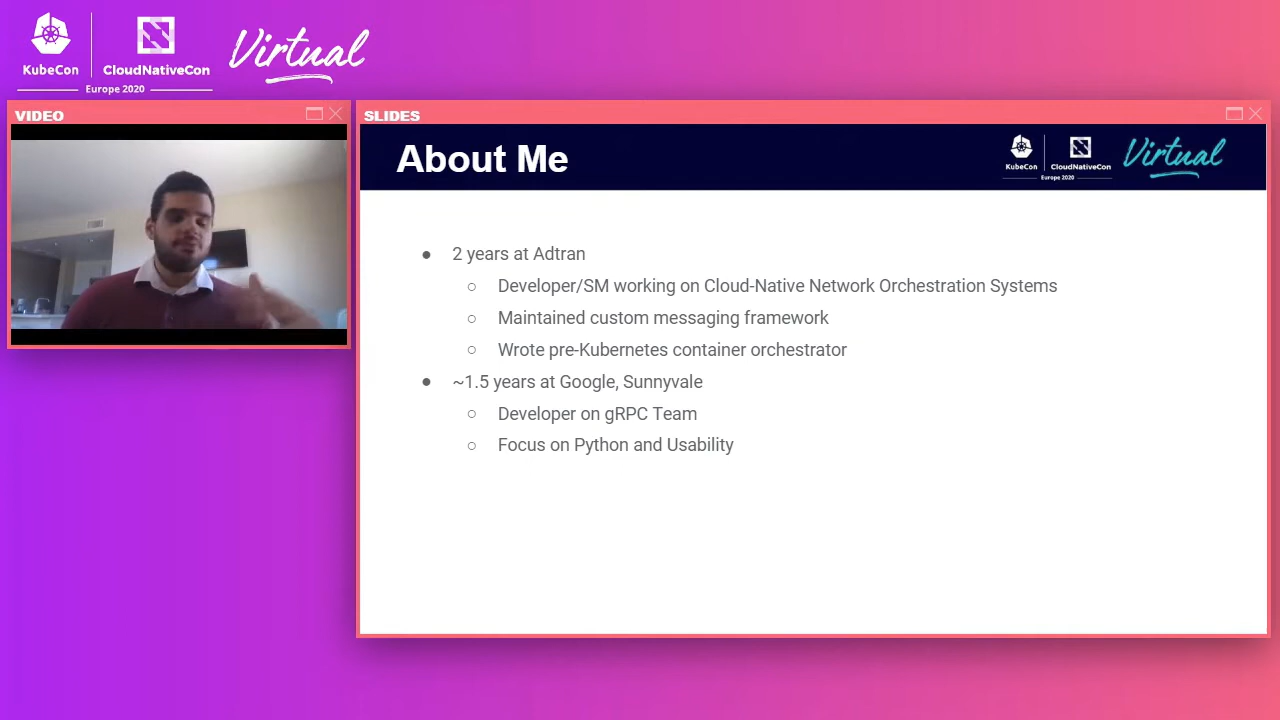 KubeCon
CloudNativeCon
Europe 2020
Virtual
VIDEO
SLIDES
About Me
KubeCon
CloudNativeCon
Europe 2020
Virtual
● 2 years at Adtran
○ Developer/SM working on Cloud-Native Network Orchestration Systems
○ Maintained custom messaging framework
○ Wrote pre-Kubernetes container orchestrator
● ~1.5 years at Google, Sunnyvale
○ Developer on gRPC Team
○ Focus on Python and Usability